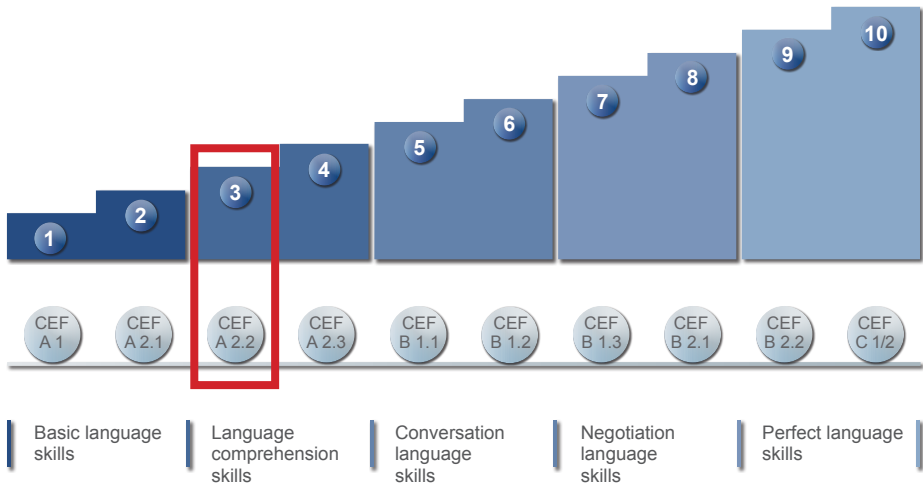 1
2
3
4
5
6
7
8
9
10
CEF
A 1
CEF
A 2.1
CEF
A 2.2
CEF
A 2.3
CEF
B 1.1
CEF
B 1.2
CEF
B 1.3
CEF
B 2.1
CEF
B 2.2
CEF
C 1/2
Basic language
skills
Language
comprehension
skills
Conversation
language
skills
Negotiation
language
skills
Perfect language
skills